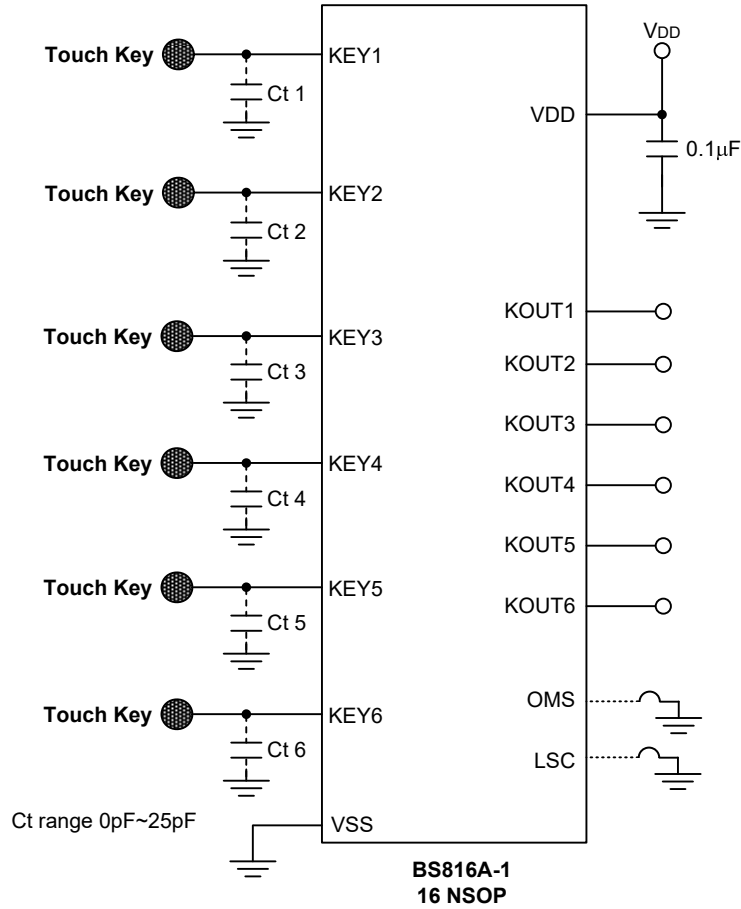 Touch Key
KEY1
Ct 1
Touch Key
KEY2
Ct 2
Touch Key
KEY3
Ct 3
Touch Key
KEY4
Ct 4
Touch Key
KEY5
Ct 5
Touch Key
KEY6
Ct 6
Ct range 0pF~25pF
VSS
VDD
VDD
0.1µF
KOUT1
KOUT2
KOUT3
KOUT4
KOUT5
KOUT6
OMS
LSC
BS816A-1
16 NSOP